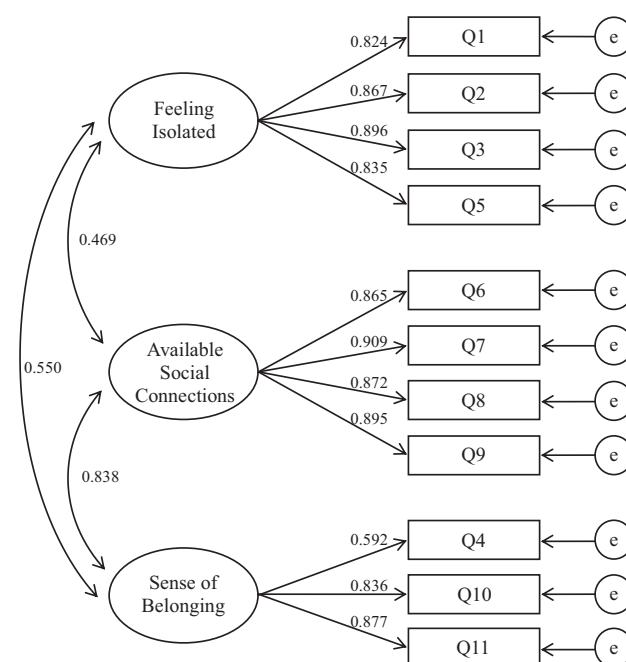 0.824
Q1
e
Feeling
Isolated
0.867
Q2
e
0.896
Q3
e
0.835
Q5
e
0.469
0.865
Q6
e
0.909
Q7
e
Available
Social
Connections
0.550
0.872
Q8
e
0.895
Q9
e
0.838
0.592
Q4
e
Sense of
Belonging
0.836
Q10
e
0.877
Q11
e